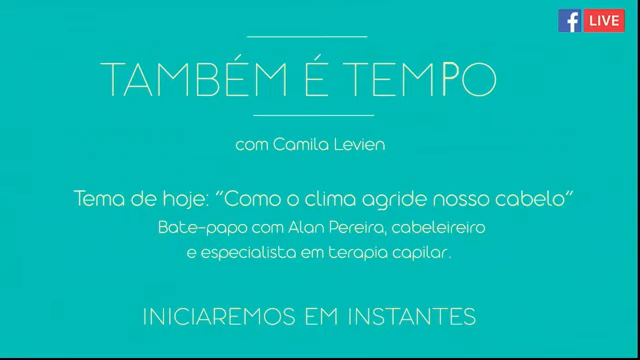 f LIVE
TAMBÉM É TEMPO
com Camila Levien
Tema de hoje: “Como o clima agride nosso cabelo”
Bate-papo com Alan Pereira, cabeleireiro
e especialista em terapia capilar.
INICIAREMOS EM INSTANTES